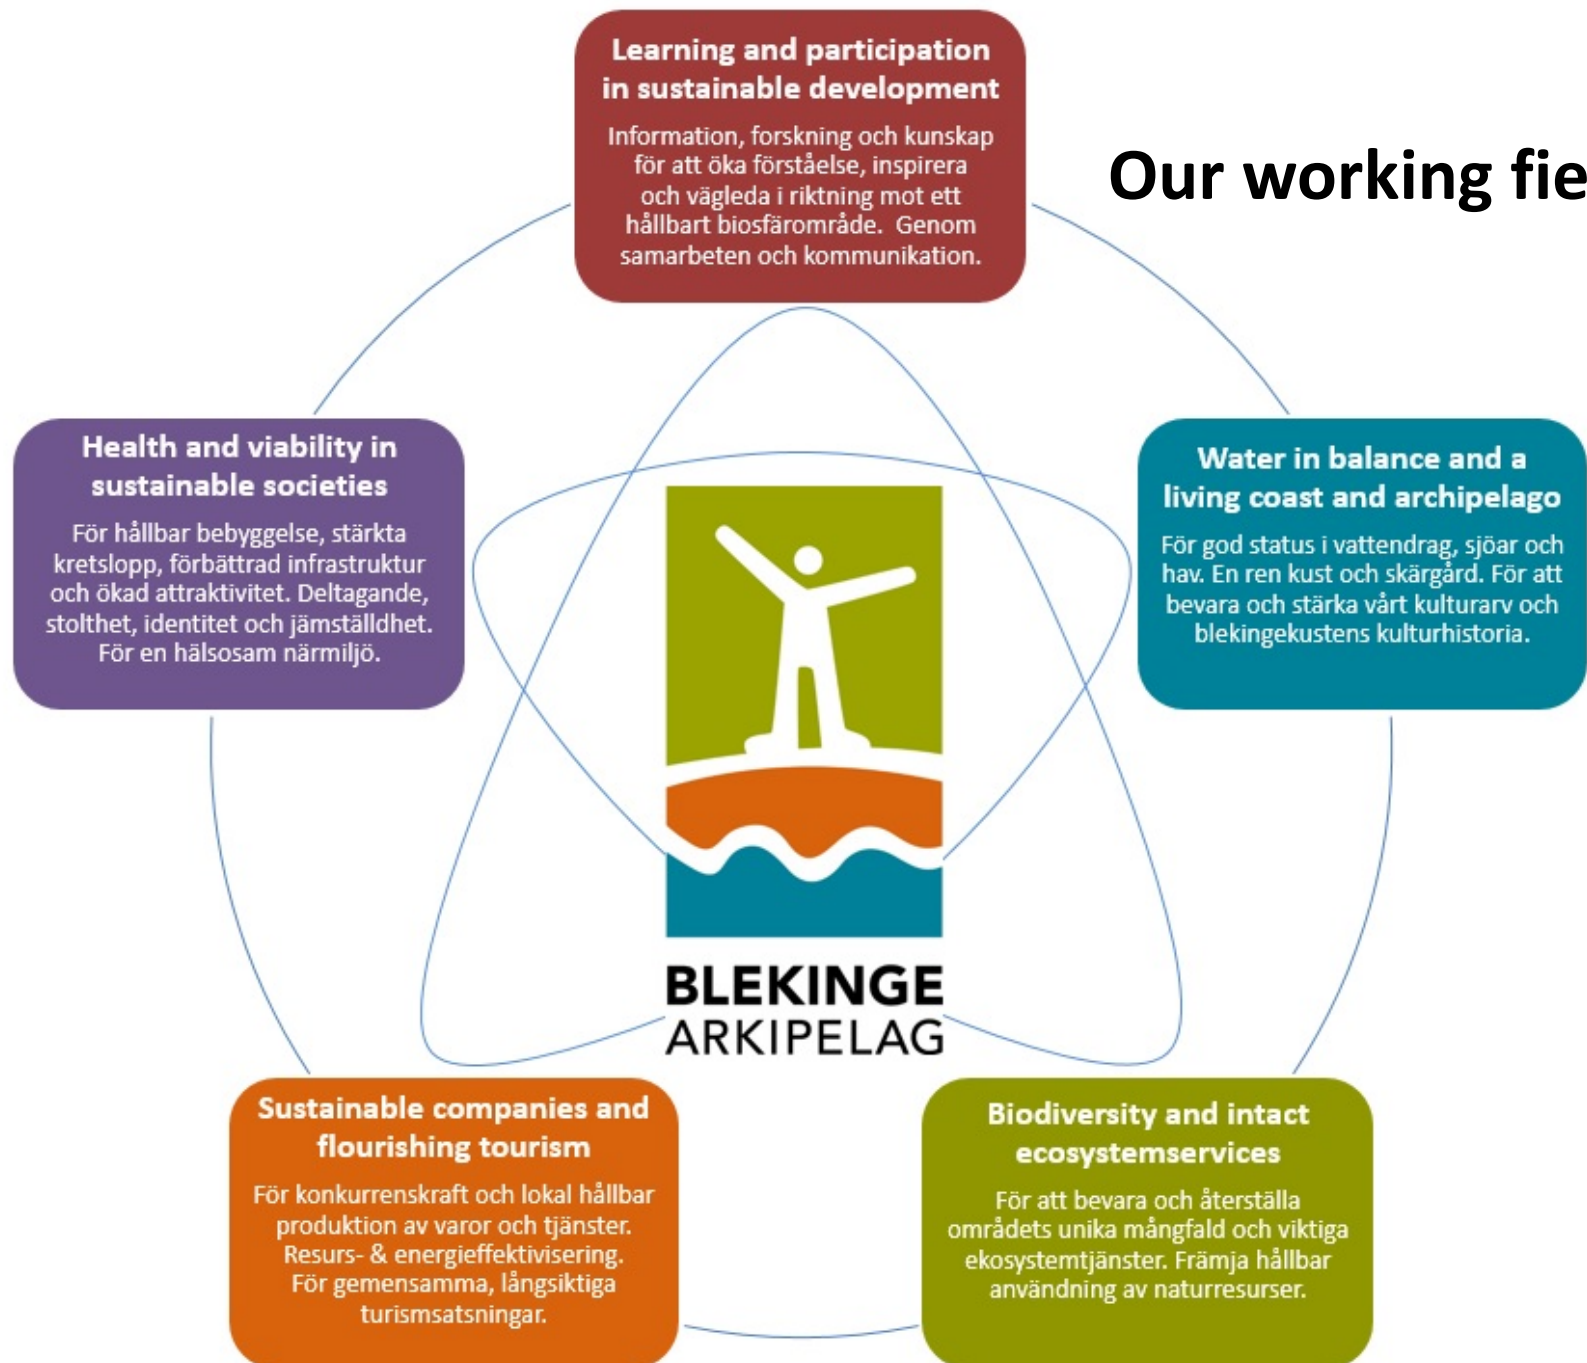 Learning and participation
in sustainable development
Information, forskning och kunskap
för att öka förståelse, inspirera
och vägleda i riktning mot ett
hållbart biosfärområde. Genom
samarbeten och kommunikation.
Our working fie
Health and viability in
sustainable societies
För hållbar bebyggelse, stärkta
kretslopp, förbättrad infrastruktur
och ökad attraktivitet. Deltagande,
stolthet, identitet och jämställdhet.
För en hälsosam närmiljö.
Water in balance and a
living coast and archipelago
För god status i vattendrag, sjöar och
hav. En ren kust och skärgård. För att
bevara och stärka vårt kulturarv och
blekingekustens kulturhistoria.
BLEKINGE
ARKIPELAG
Sustainable companies and
flourishing tourism
För konkurrenskraft och lokal hållbar
produktion av varor och tjänster.
Resurs- & energieffektivisering.
För gemensamma, långsiktiga
turismsatsningar.
Biodiversity and intact
ecosystemservices
För att bevara och återställa
områdets unika mångfald och viktiga
ekosystemtjänster. Främja hållbar
användning av naturresurser.